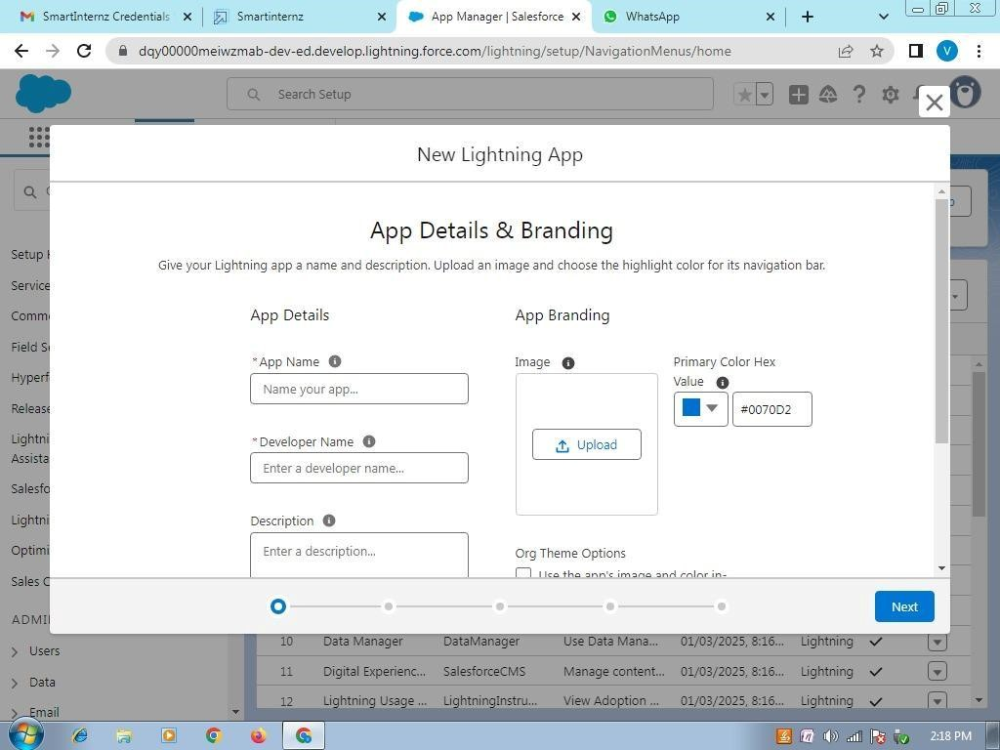 SmartInternz Credentials
Smartinternz
App Manager | Salesforce
WhatsApp
dqy00000meiwzmab-dev-ed.develop.lightning.force.com/lightning/setup/NavigationMenus/home
V
Search Setup
New Lightning App
App Details & Branding
Give your Lightning app a name and description. Upload an image and choose the highlight color for its navigation bar.
App Details
App Branding
*App Name
Name your app...
*Developer Name
Enter a developer name...
Description
Enter a description...
Image
Upload
Primary Color Hex
Value
#0070D2
Org Theme Options
Use the app's image and color in-
Next
Setup
Service
Comm
Field Se
Hyperf
Release
Lightni
Assista
Salesfo
Lightni
Optimi
Sales C
ADMI
Users
Data
Email
10 Data Manager DataManager Use Data Mana... 01/03/2025, 8:16... Lightning
11 Digital Experienc... SalesforceCMS Manage content... 01/03/2025, 8:16... Lightning
12 Lightning Usage ... LightningInstru... View Adoption ... 01/03/2025, 8:16... Lightning
2:18 PM